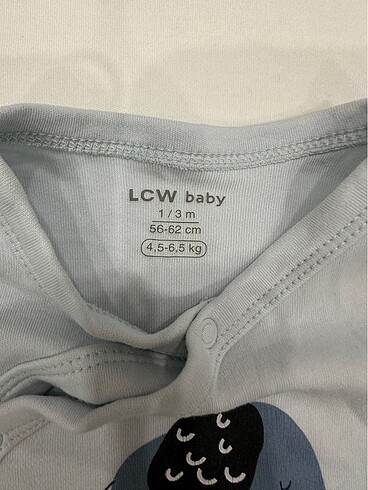 LCW baby
1 / 3 m
56-62 cm
4,5-6,5 kg